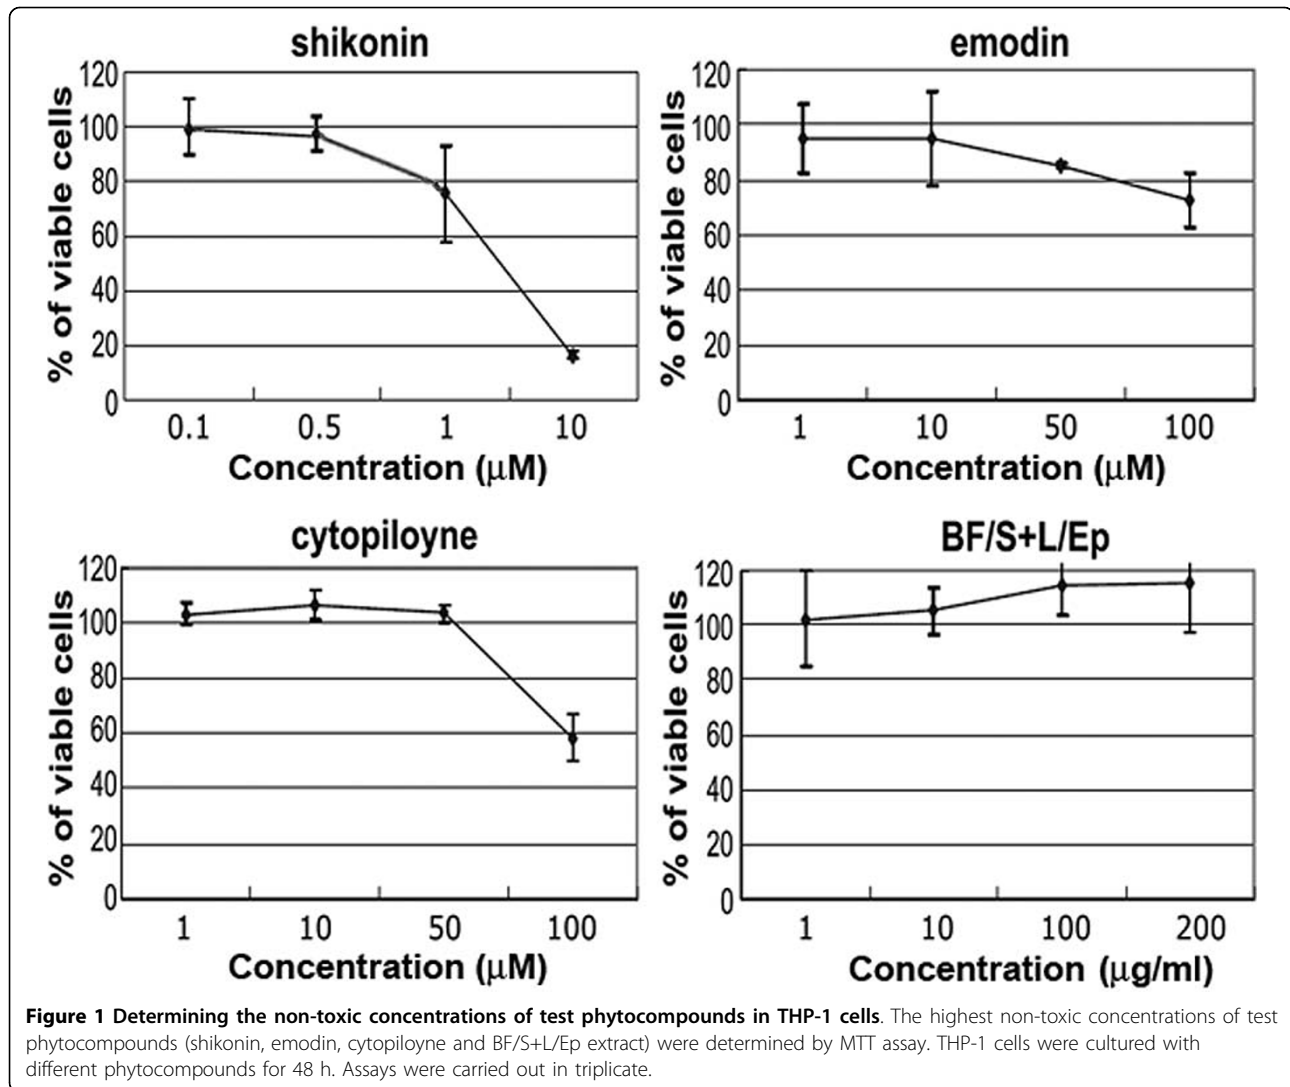 shikonin
% of viable cells
120
100
80
60
40
20
0
0.1 0.5 1 10
Concentration (μM)
emodin
% of viable cells
120
100
80
60
40
20
0
1 10 50 100
Concentration (μM)
cytopiloyne
% of viable cells
120
100
80
60
40
20
0
1 10 50 100
Concentration (μM)
BF/S+L/Ep
% of viable cells
120
100
80
60
40
20
0
1 10 100 200
Concentration (μg/ml)
Figure 1 Determining the non-toxic concentrations of test phytocompounds in THP-1 cells. The highest non-toxic concentrations of test
phytocompounds (shikonin, emodin, cytopiloyne and BF/S+L/Ep extract) were determined by MTT assay. THP-1 cells were cultured with
different phytocompounds for 48 h. Assays were carried out in triplicate.